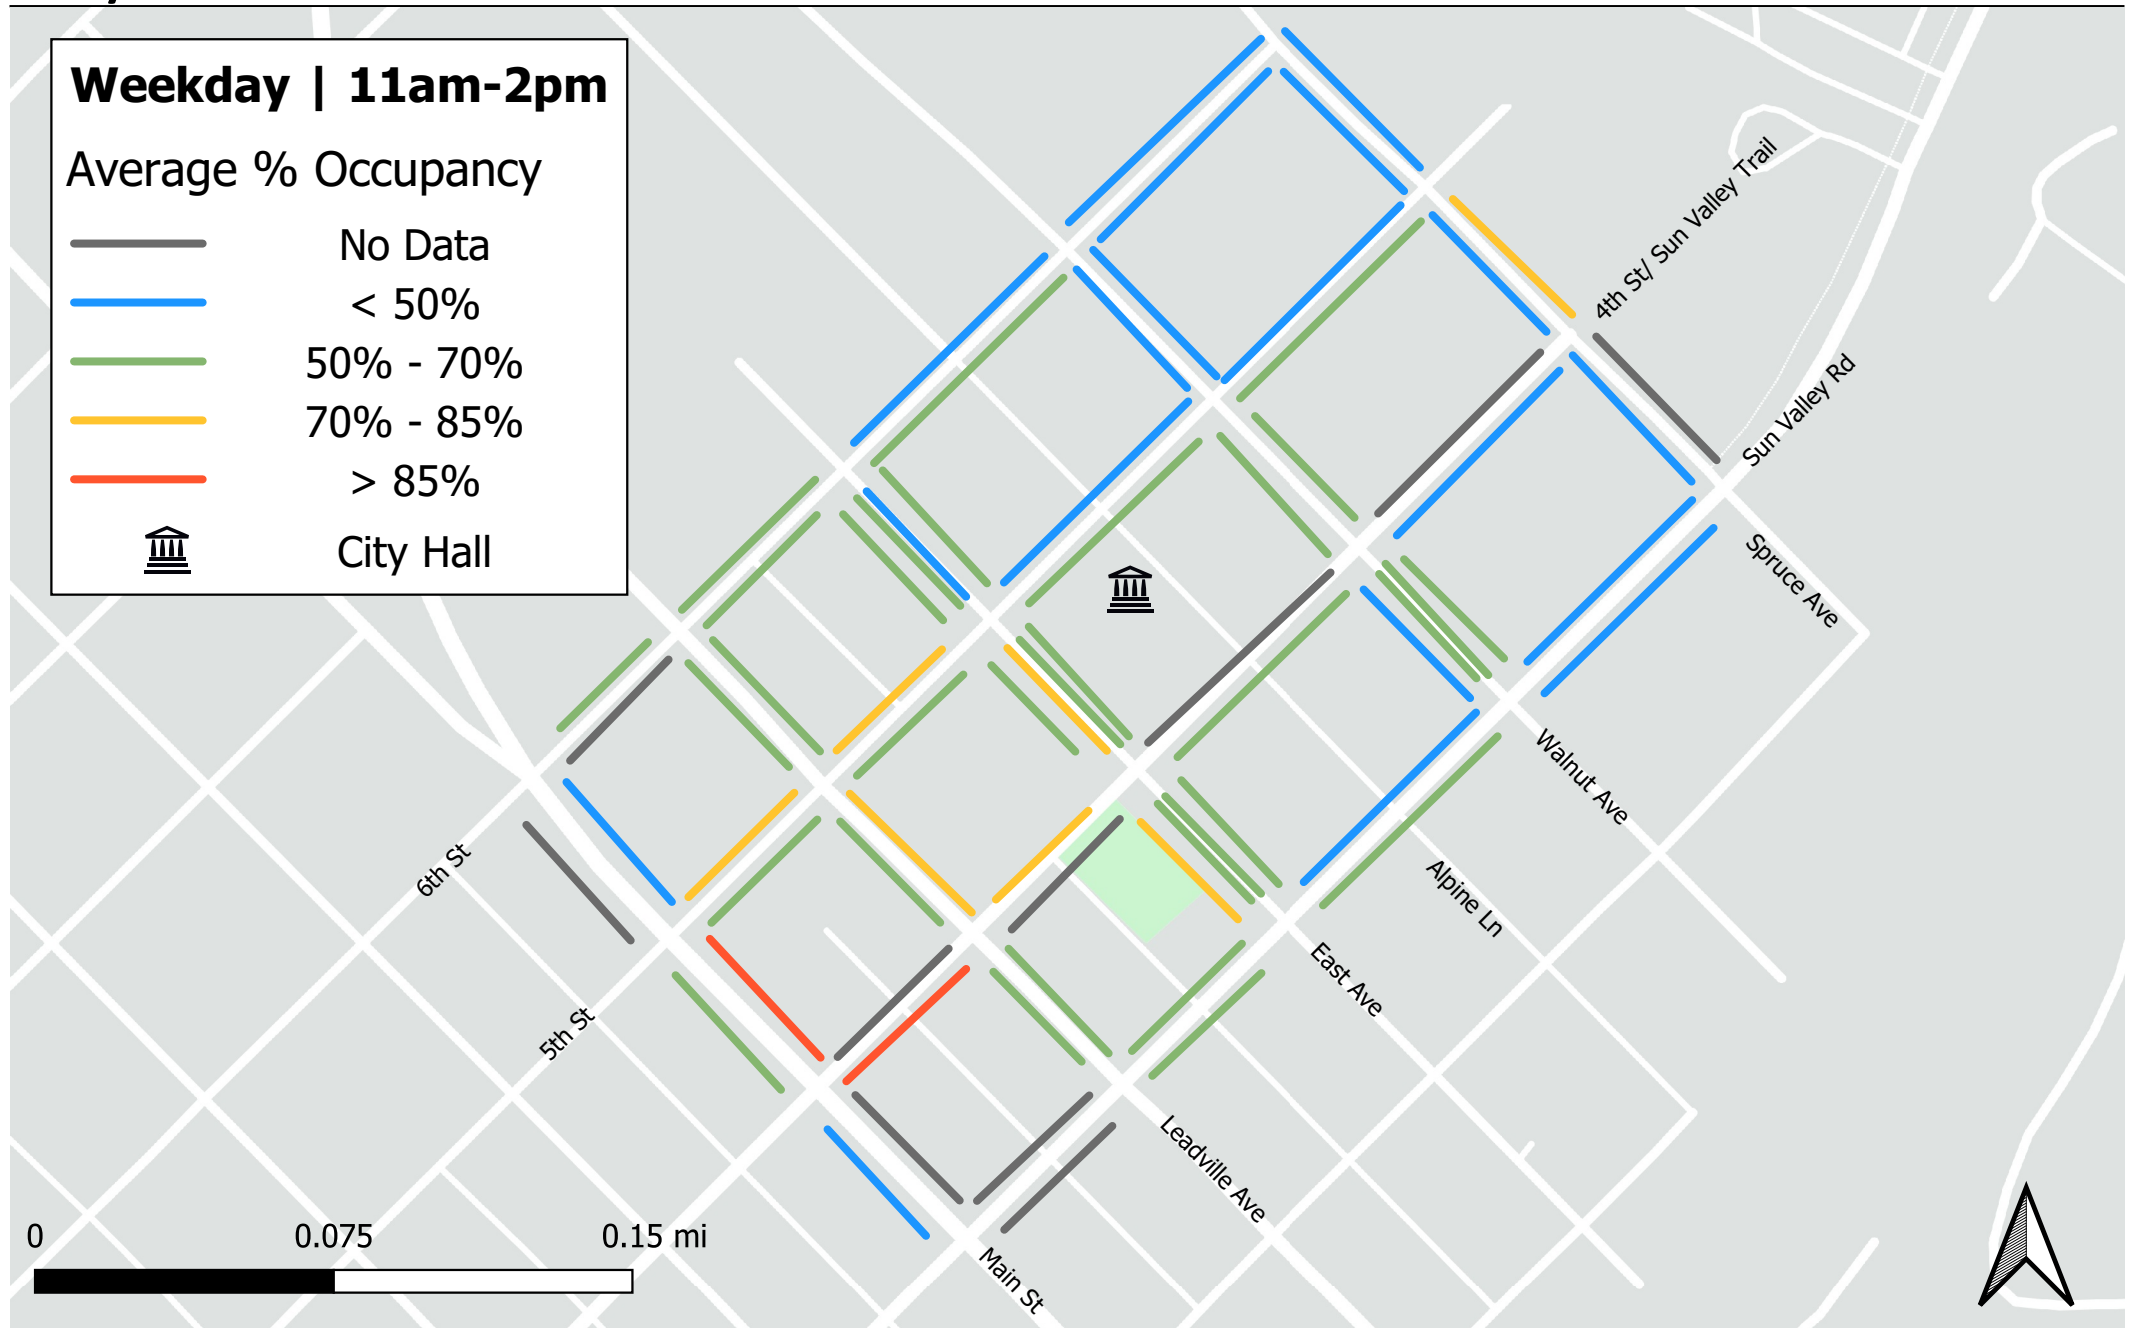 Weekday | 11am-2pm
Average % Occupancy
No Data
< 50%
50% - 70%
70% - 85%
> 85%
City Hall
4th St/ Sun Valley Trail
Sun Valley Rd
Spruce Ave
Walnut Ave
Alpine Ln
East Ave
Leadville Ave
Main St
6th St
5th St
0 0.075 0.15 mi